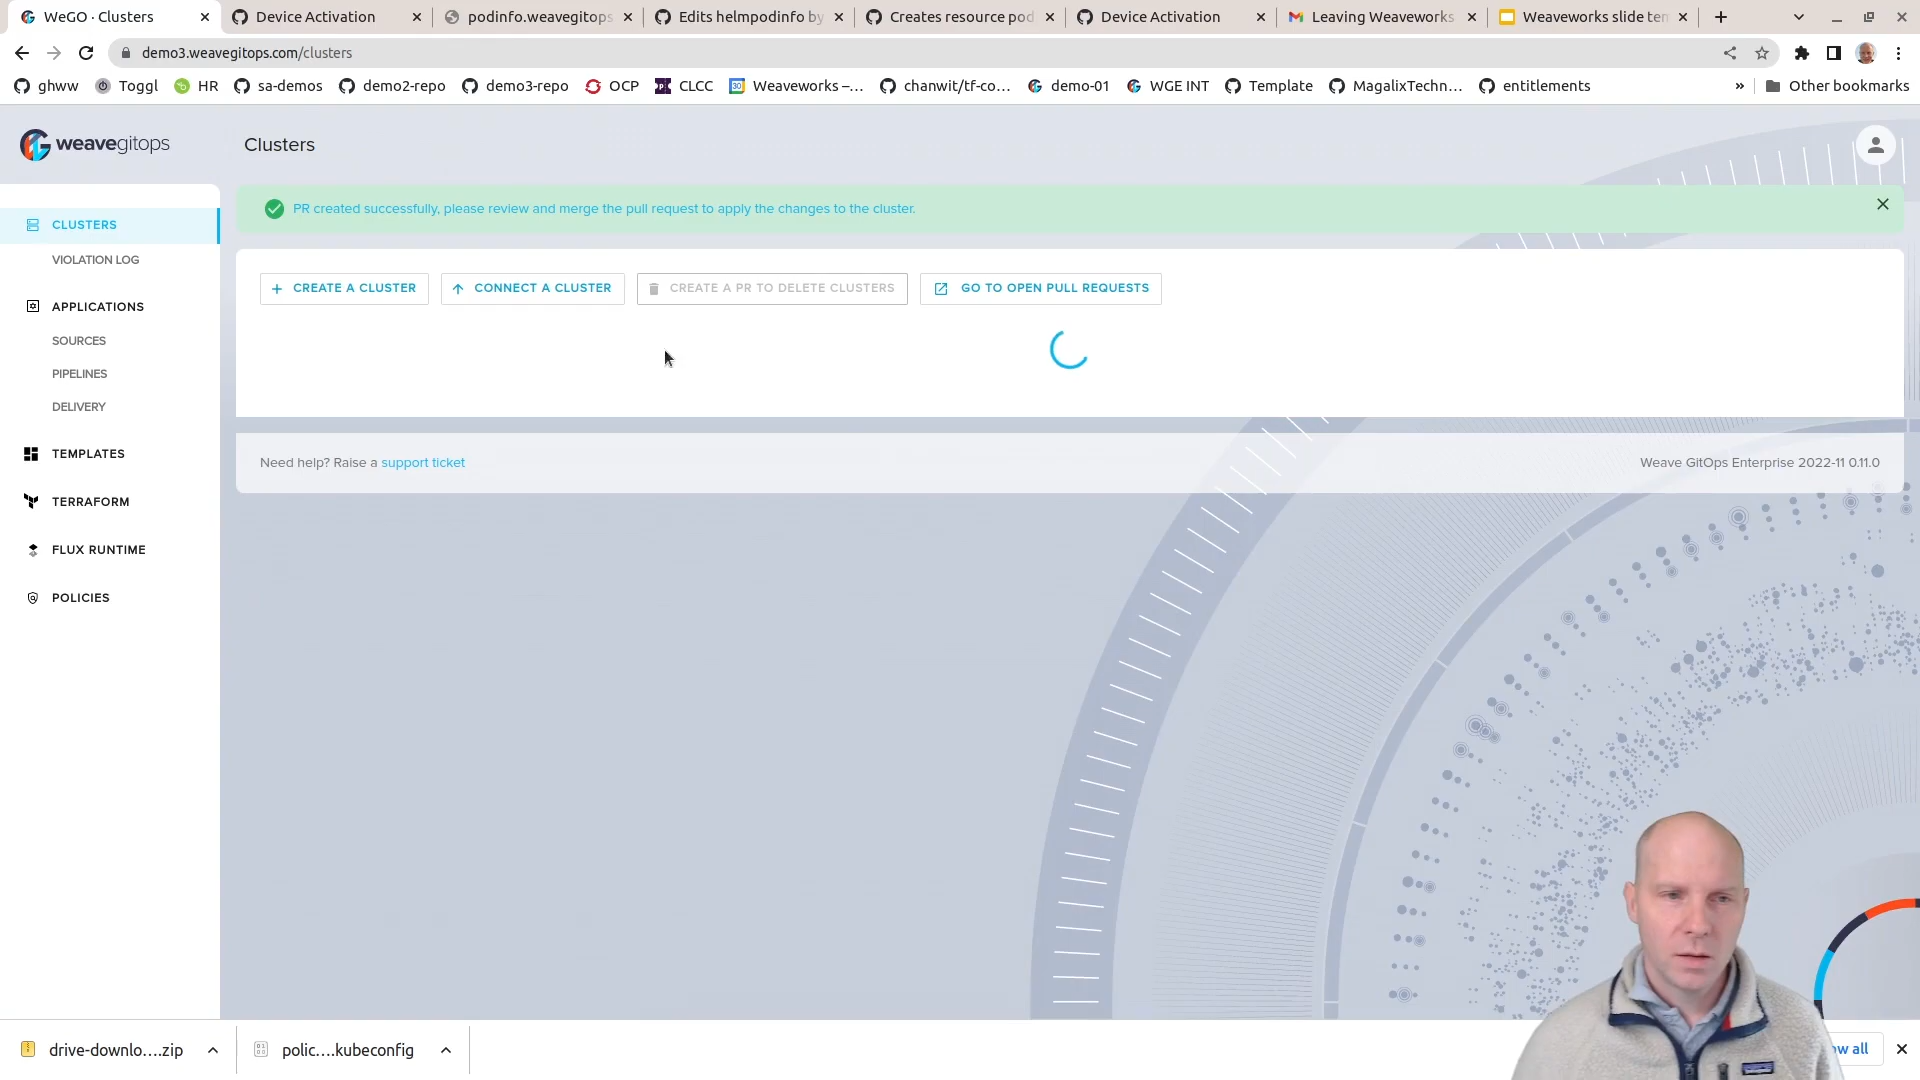 WeGO · Clusters
Device Activation
podinfo.weavegitops
Edits helmpodinfo by
Creates resource pod
Device Activation
Leaving Weaveworks
Weaveworks slide tem
demo3.weavegitops.com/clusters
ghww
Toggl
HR
sa-demos
demo2-repo
demo3-repo
OCP
CLCC
Weaveworks –...
chanwit/tf-co...
demo-01
WGE INT
Template
MagalixTechn...
entitlements
»
Other bookmarks
weavegitops
Clusters
PR created successfully, please review and merge the pull request to apply the changes to the cluster.
CLUSTERS
VIOLATION LOG
APPLICATIONS
SOURCES
PIPELINES
DELIVERY
TEMPLATES
TERRAFORM
FLUX RUNTIME
POLICIES
CREATE A CLUSTER
CONNECT A CLUSTER
CREATE A PR TO DELETE CLUSTERS
GO TO OPEN PULL REQUESTS
Need help? Raise a support ticket
Weave GitOps Enterprise 2022-11 0.11.0
drive-downlo....zip
polic....kubeconfig
all